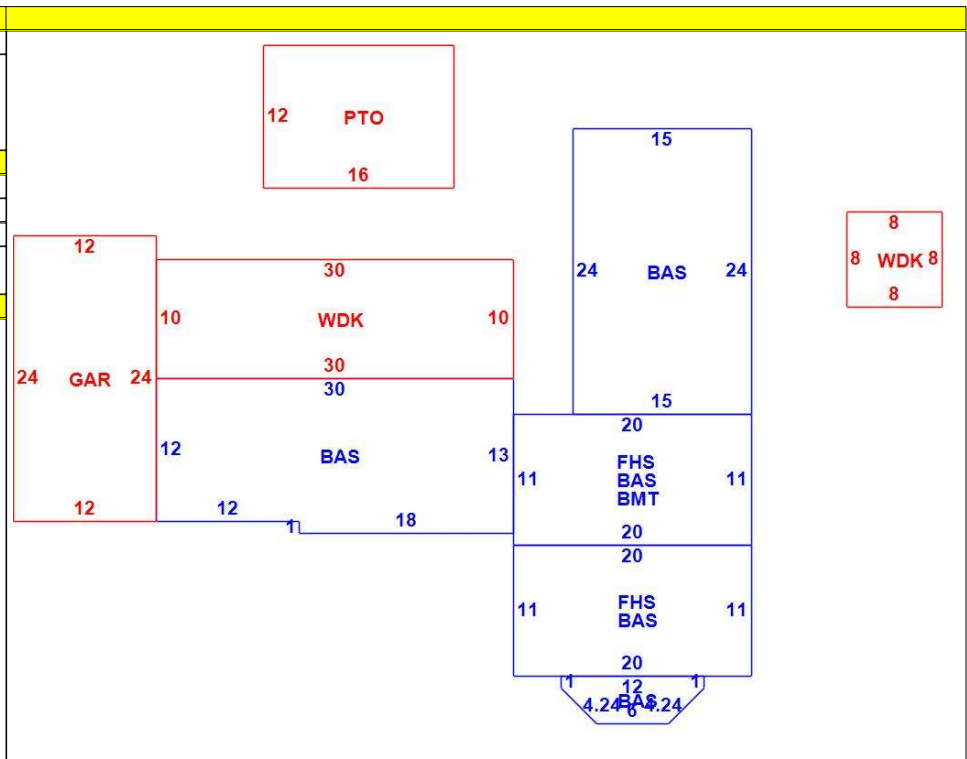 12 PTO
16
15
24 BAS 24
15
8
8 WDK 8
8
12
24 GAR 24
12
30
10 WDK 10
30
30
12 BAS 13
12
1
18
20
11 FHS 11
BAS
BMT
20
20
11 FHS 11
BAS
20
1 12 1
4.24 BAS 4.24
6